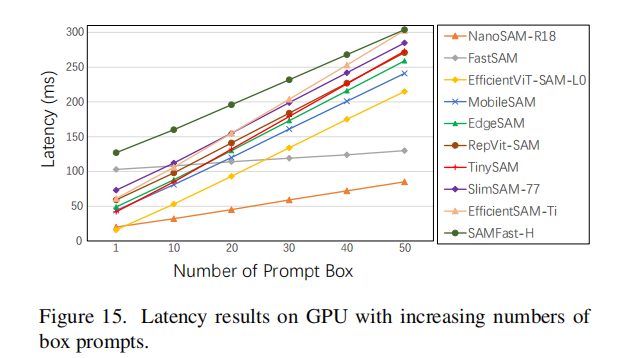 300
250
200
150
100
50
0
Latency (ms)
1 10 20 30 40 50
Number of Prompt Box
NanoSAM-R18
FastSAM
EfficientViT-SAM-L0
MobileSAM
EdgeSAM
RepVit-SAM
TinySAM
SlimSAM-77
EfficientSAM-Ti
SAMFast-H
Figure 15. Latency results on GPU with increasing numbers of
box prompts.